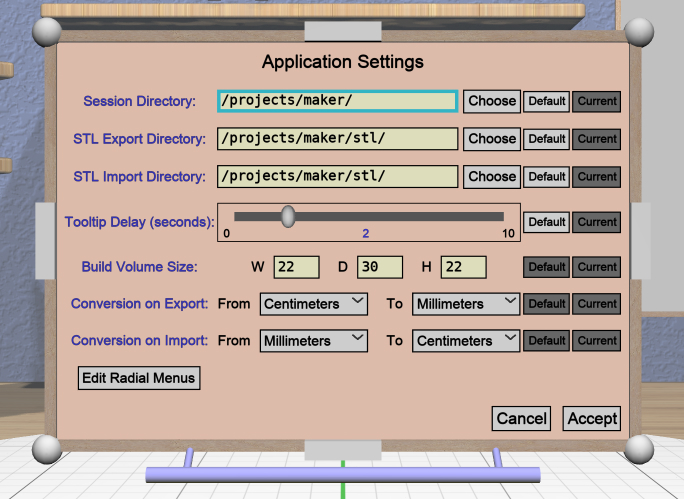 Application Settings
Session Directory: /projects/maker/ Choose Default Current
STL Export Directory: /projects/maker/stl/ Choose Default Current
STL Import Directory: /projects/maker/stl/ Choose Default Current
Tooltip Delay (seconds): 0 2 10 Default Current
Build Volume Size: W 22 D 30 H 22 Default Current
Conversion on Export: From Centimeters To Millimeters Default Current
Conversion on Import: From Millimeters To Centimeters Default Current
Edit Radial Menus
Cancel Accept